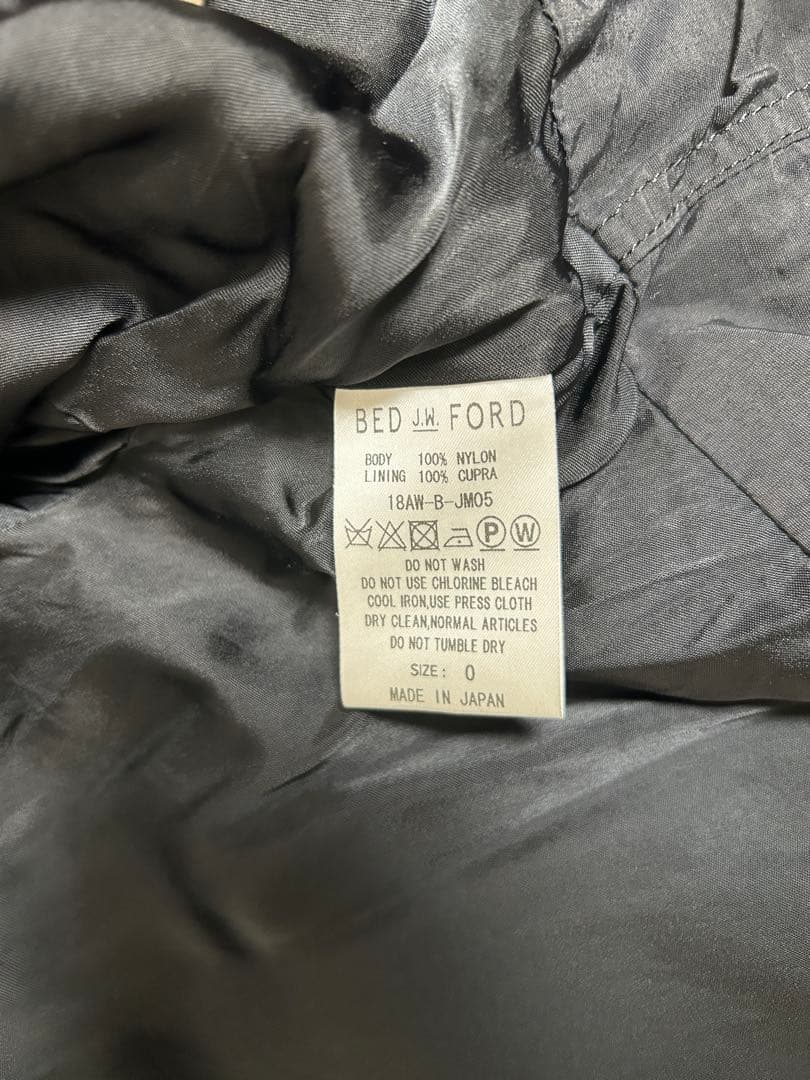 BED J.W. FORD
BODY 100% NYLON
LINING 100% CUPRA
18AW-B-JM05
P W
DO NOT WASH
DO NOT USE CHLORINE BLEACH
COOL IRON,USE PRESS CLOTH
DRY CLEAN,NORMAL ARTICLES
DO NOT TUMBLE DRY
SIZE: 0
MADE IN JAPAN